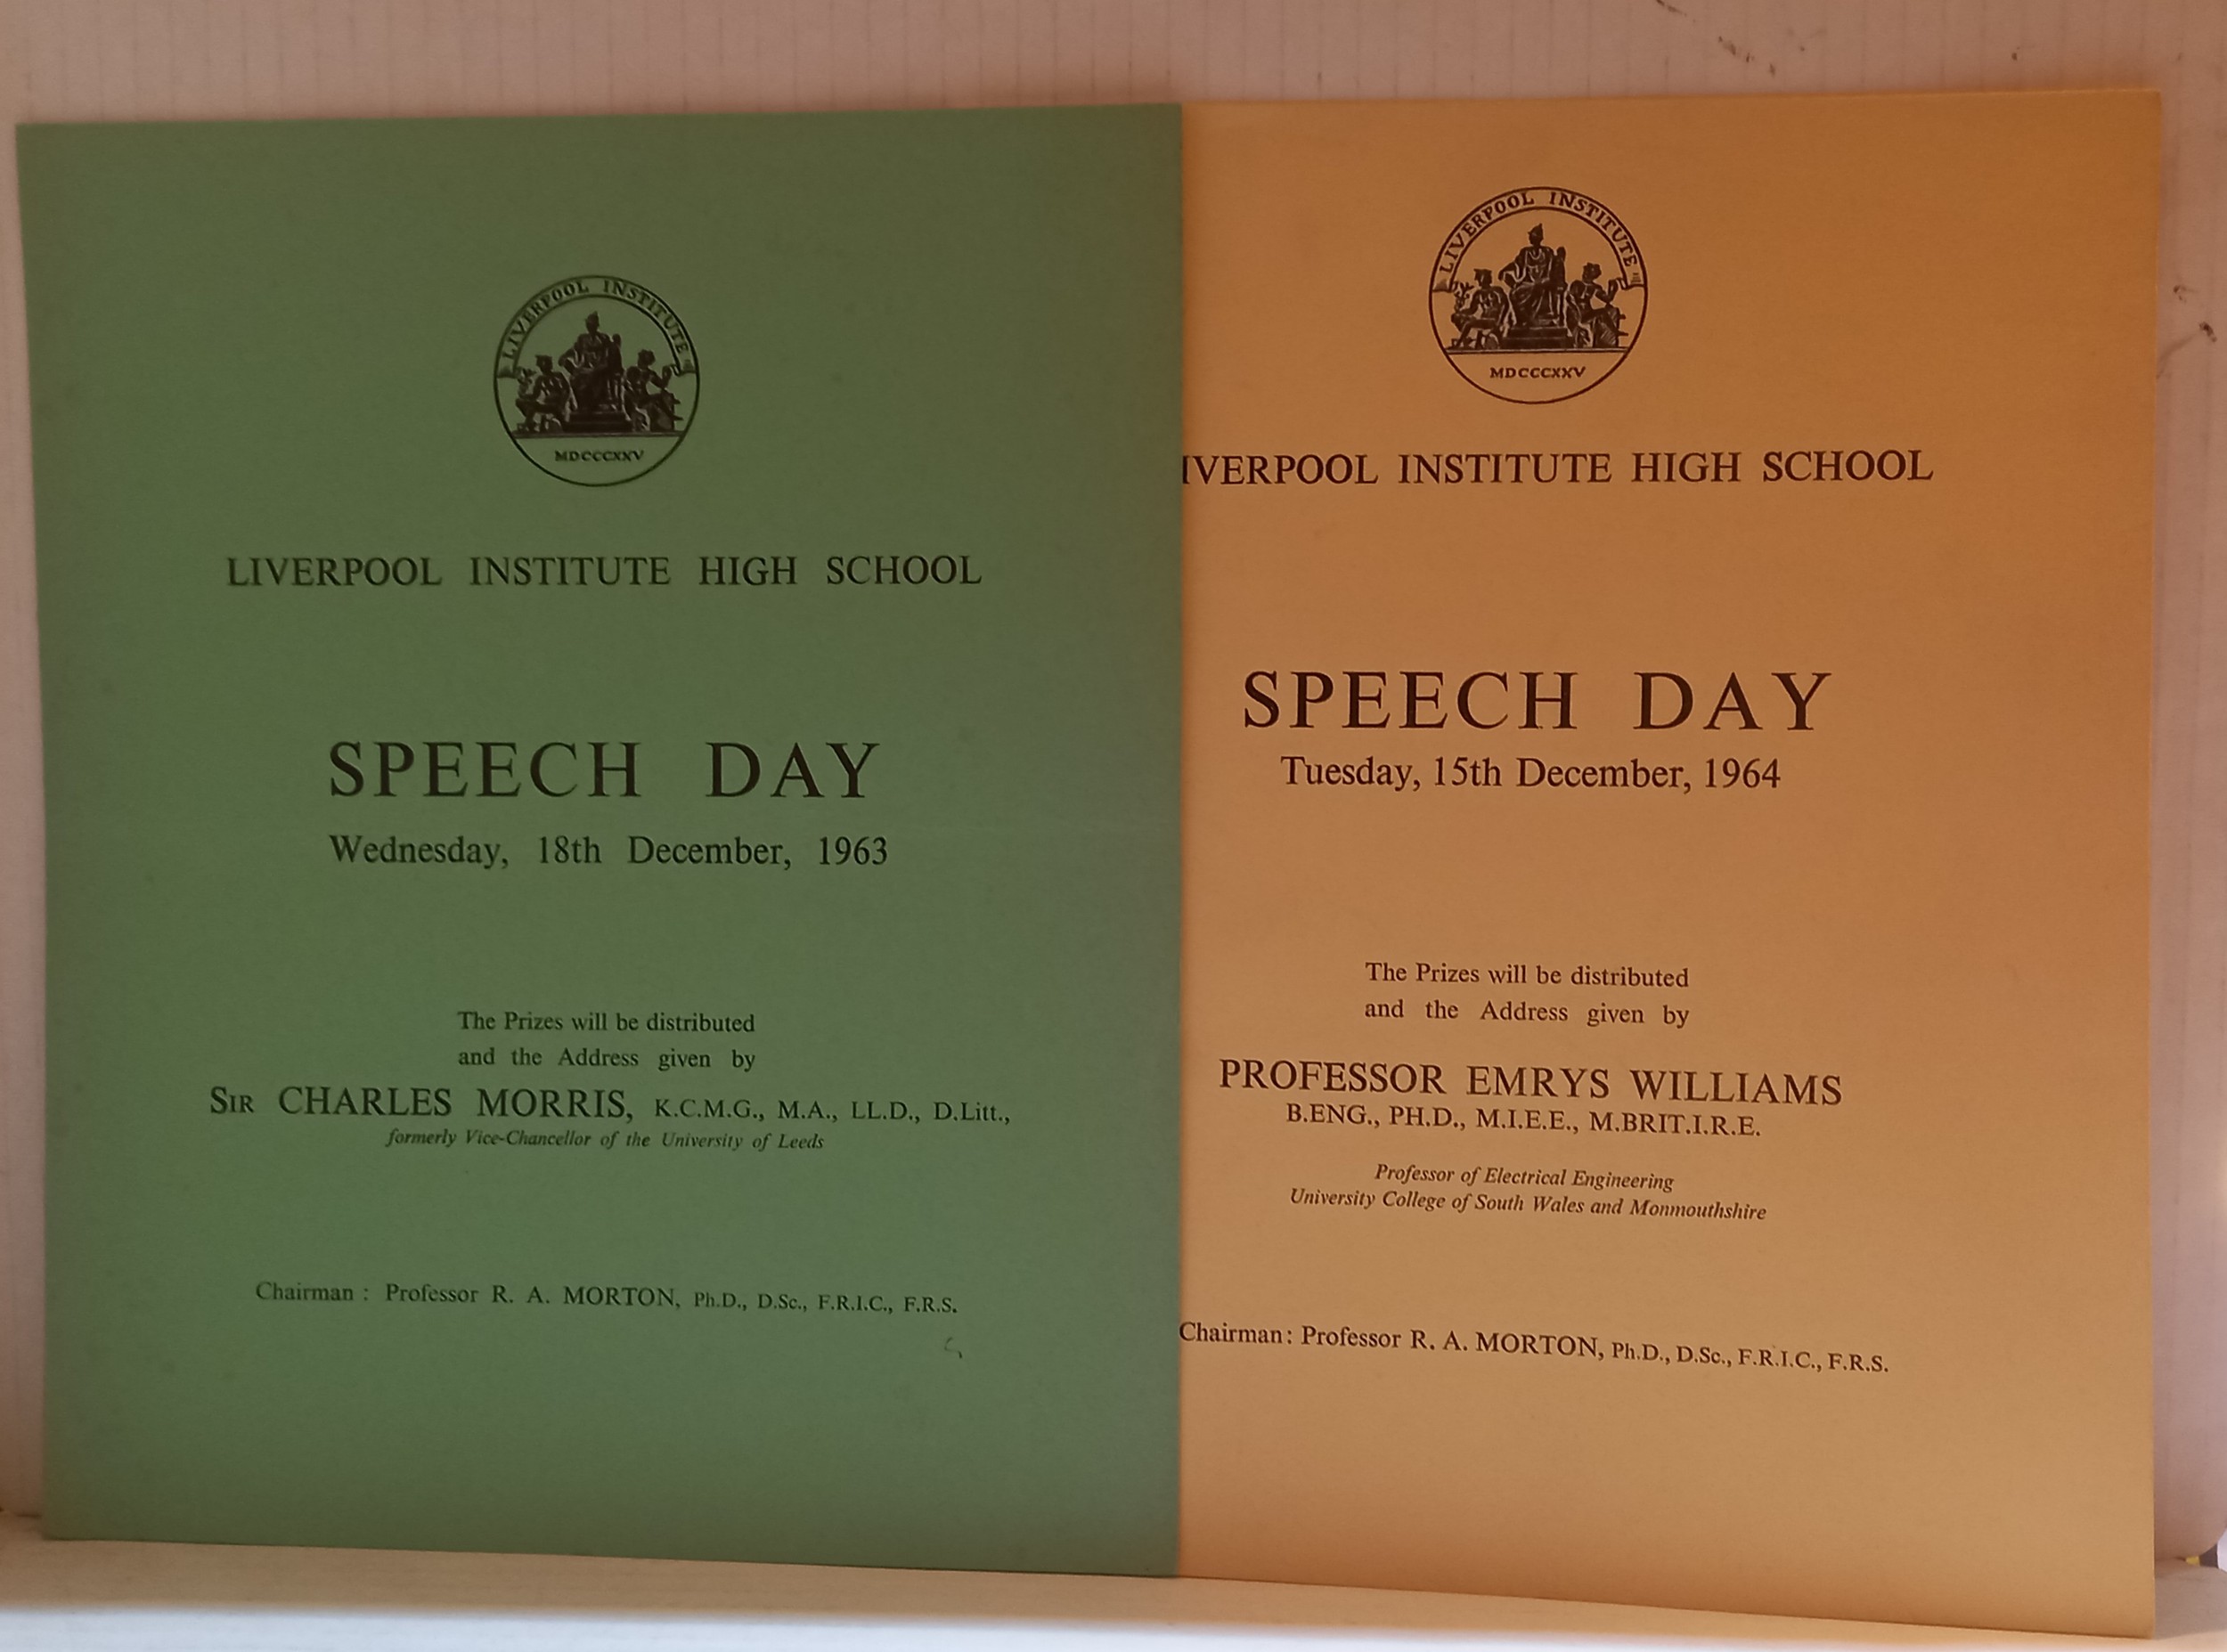 LIVERPOOL INSTITUTE
MDCCCXXV
LIVERPOOL INSTITUTE HIGH SCHOOL
SPEECH DAY
Wednesday, 18th December, 1963
The Prizes will be distributed
and the Address given by
SIR CHARLES MORRIS, K.C.M.G., M.A., LL.D., D.Litt.,
formerly Vice-Chancellor of the University of Leeds
Chairman : Professor R. A. MORTON, Ph.D., D.Sc., F.R.I.C., F.R.S.
LIVERPOOL INSTITUTE
MDCCCXXV
IVERPOOL INSTITUTE HIGH SCHOOL
SPEECH DAY
Tuesday, 15th December, 1964
The Prizes will be distributed
and the Address given by
PROFESSOR EMRYS WILLIAMS
B.ENG., PH.D., M.I.E.E., M.BRIT.I.R.E.
Professor of Electrical Engineering
University College of South Wales and Monmouthshire
Chairman: Professor R. A. MORTON, Ph.D., D.Sc., F.R.I.C., F.R.S.